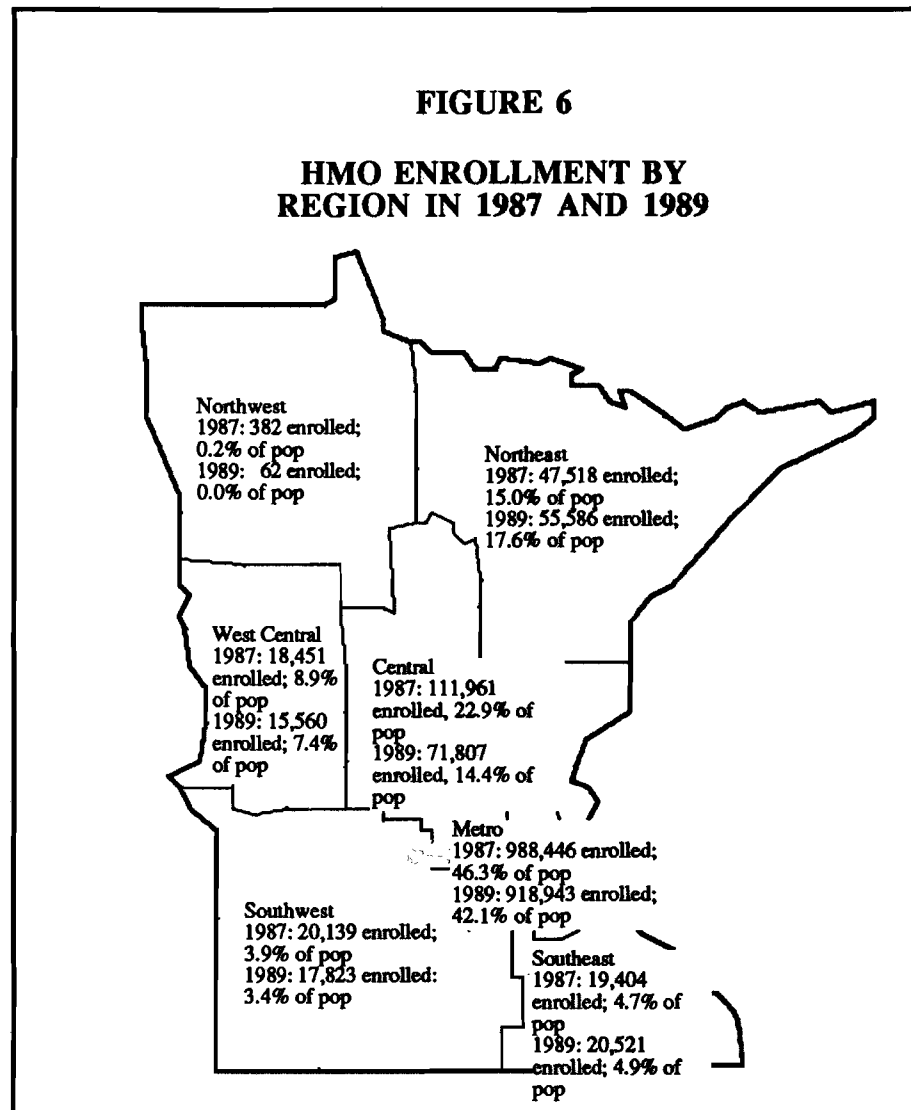 FIGURE 6
HMO ENROLLMENT BY
REGION IN 1987 AND 1989
Northwest
1987: 382 enrolled;
0.2% of pop
1989: 62 enrolled;
0.0% of pop
Northeast
1987: 47,518 enrolled;
15.0% of pop
1989: 55,586 enrolled;
17.6% of pop
West Central
1987: 18,451
enrolled; 8.9%
of pop
1989: 15,560
enrolled; 7.4%
of pop
Central
1987: 111,961
enrolled, 22.9% of
pop
1989: 71,807
enrolled, 14.4% of
pop
Metro
1987: 988,446 enrolled;
46.3% of pop
1989: 918,943 enrolled;
42.1% of pop
Southwest
1987: 20,139 enrolled;
3.9% of pop
1989: 17,823 enrolled:
3.4% of pop
Southeast
1987: 19,404
enrolled; 4.7% of
pop
1989: 20,521
enrolled; 4.9% of
pop